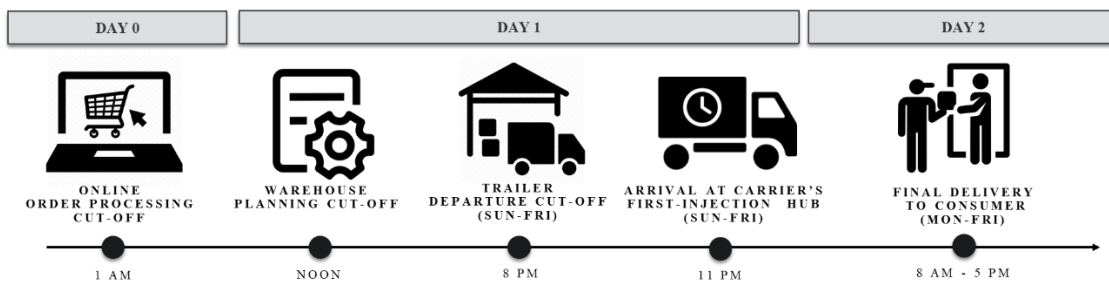 DAY 0
DAY 1
DAY 2
ONLINE
ORDER PROCESSING
CUT-OFF
WAREHOUSE
PLANNING CUT-OFF
TRAILER
DEPARTURE CUT-OFF
(SUN-FRI)
ARRIVAL AT CARRIER'S
FIRST-INJECTION HUB
(SUN-FRI)
FINAL DELIVERY
TO CONSUMER
(MON-FRI)
1 AM
NOON
8 PM
11 PM
8 AM - 5 PM